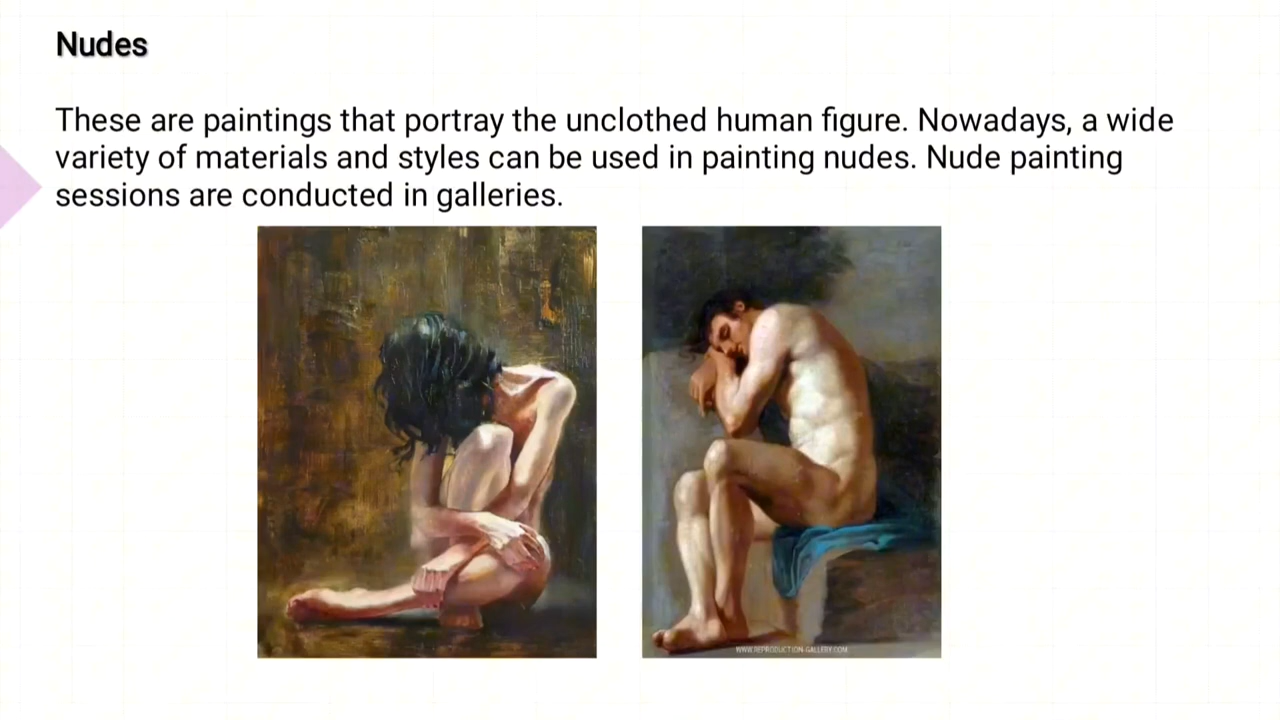 Nudes
These are paintings that portray the unclothed human figure. Nowadays, a wide
variety of materials and styles can be used in painting nudes. Nude painting
sessions are conducted in galleries.
WWW.REPRODUCTION-GALLERY.COM